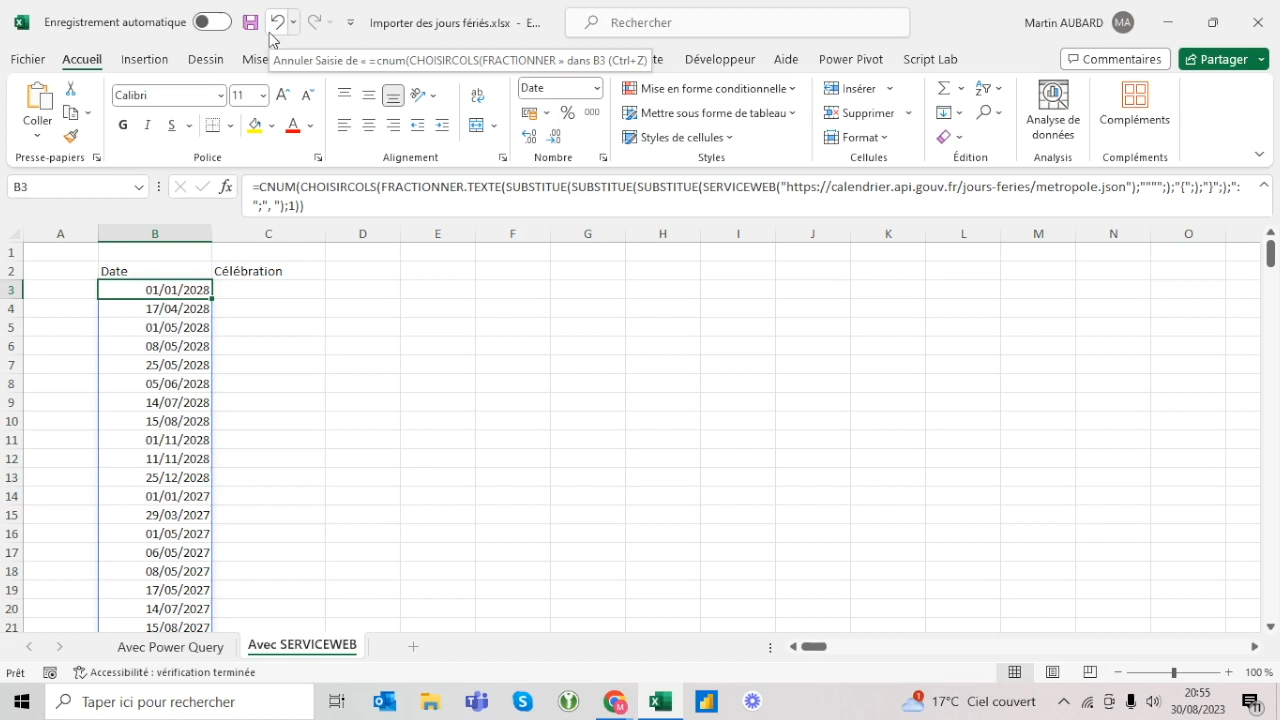 Enregistrement automatique
Importer des jours fériés.xlsx - E...
Rechercher
Martin AUBARD
MA
Fichier
Accueil
Insertion
Dessin
Mise
Annuler Saisie de « =cnum(CHOISIRCOLS(FRACTIONNER » dans B3 (Ctrl+Z)
te
Développeur
Aide
Power Pivot
Script Lab
Commentaires
Partager
Coller
Presse-papiers
Calibri
11
G I S
Police
Alignement
Date
% 000
Nombre
Mise en forme conditionnelle
Mettre sous forme de tableau
Styles de cellules
Styles
Insérer
Supprimer
Format
Cellules
Édition
Analyse de
données
Analysis
Compléments
Compléments
B3
fx
=CNUM(CHOISIRCOLS(FRACTIONNER.TEXTE(SUBSTITUE(SUBSTITUE(SUBSTITUE(SERVICEWEB("https://calendrier.api.gouv.fr/jours-feries/metropole.json");"""";);"{";);"}";);":
";", ");1))
A B C D E F G H I J K L M N O
1
2 Date Célébration
3 01/01/2028
4 17/04/2028
5 01/05/2028
6 08/05/2028
7 25/05/2028
8 05/06/2028
9 14/07/2028
10 15/08/2028
11 01/11/2028
12 11/11/2028
13 25/12/2028
14 01/01/2027
15 29/03/2027
16 01/05/2027
17 06/05/2027
18 08/05/2027
19 17/05/2027
20 14/07/2027
21 15/08/2027
Avec Power Query
Avec SERVICEWEB
Prêt
Accessibilité : vérification terminée
100 %
Taper ici pour rechercher
1
17°C Ciel couvert
20:55
30/08/2023
11